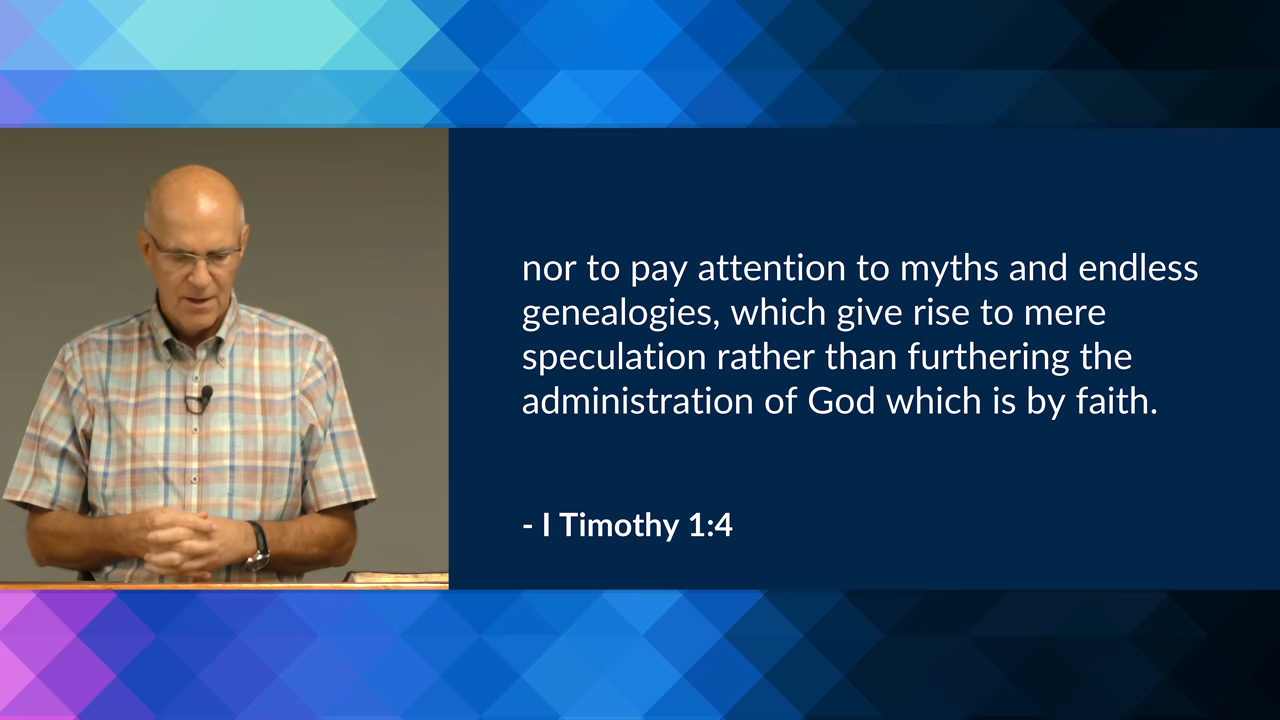 nor to pay attention to myths and endless
genealogies, which give rise to mere
speculation rather than furthering the
administration of God which is by faith.
- I Timothy 1:4